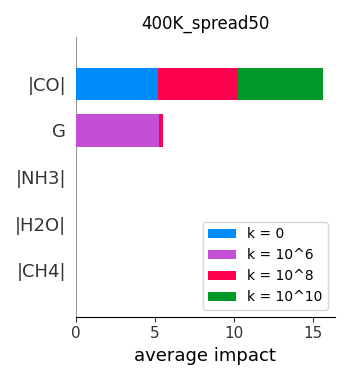 400K_spread50
|CO|
G
|NH3|
|H2O|
|CH4|
k = 0
k = 10^6
k = 10^8
k = 10^10
0 5 10 15
average impact